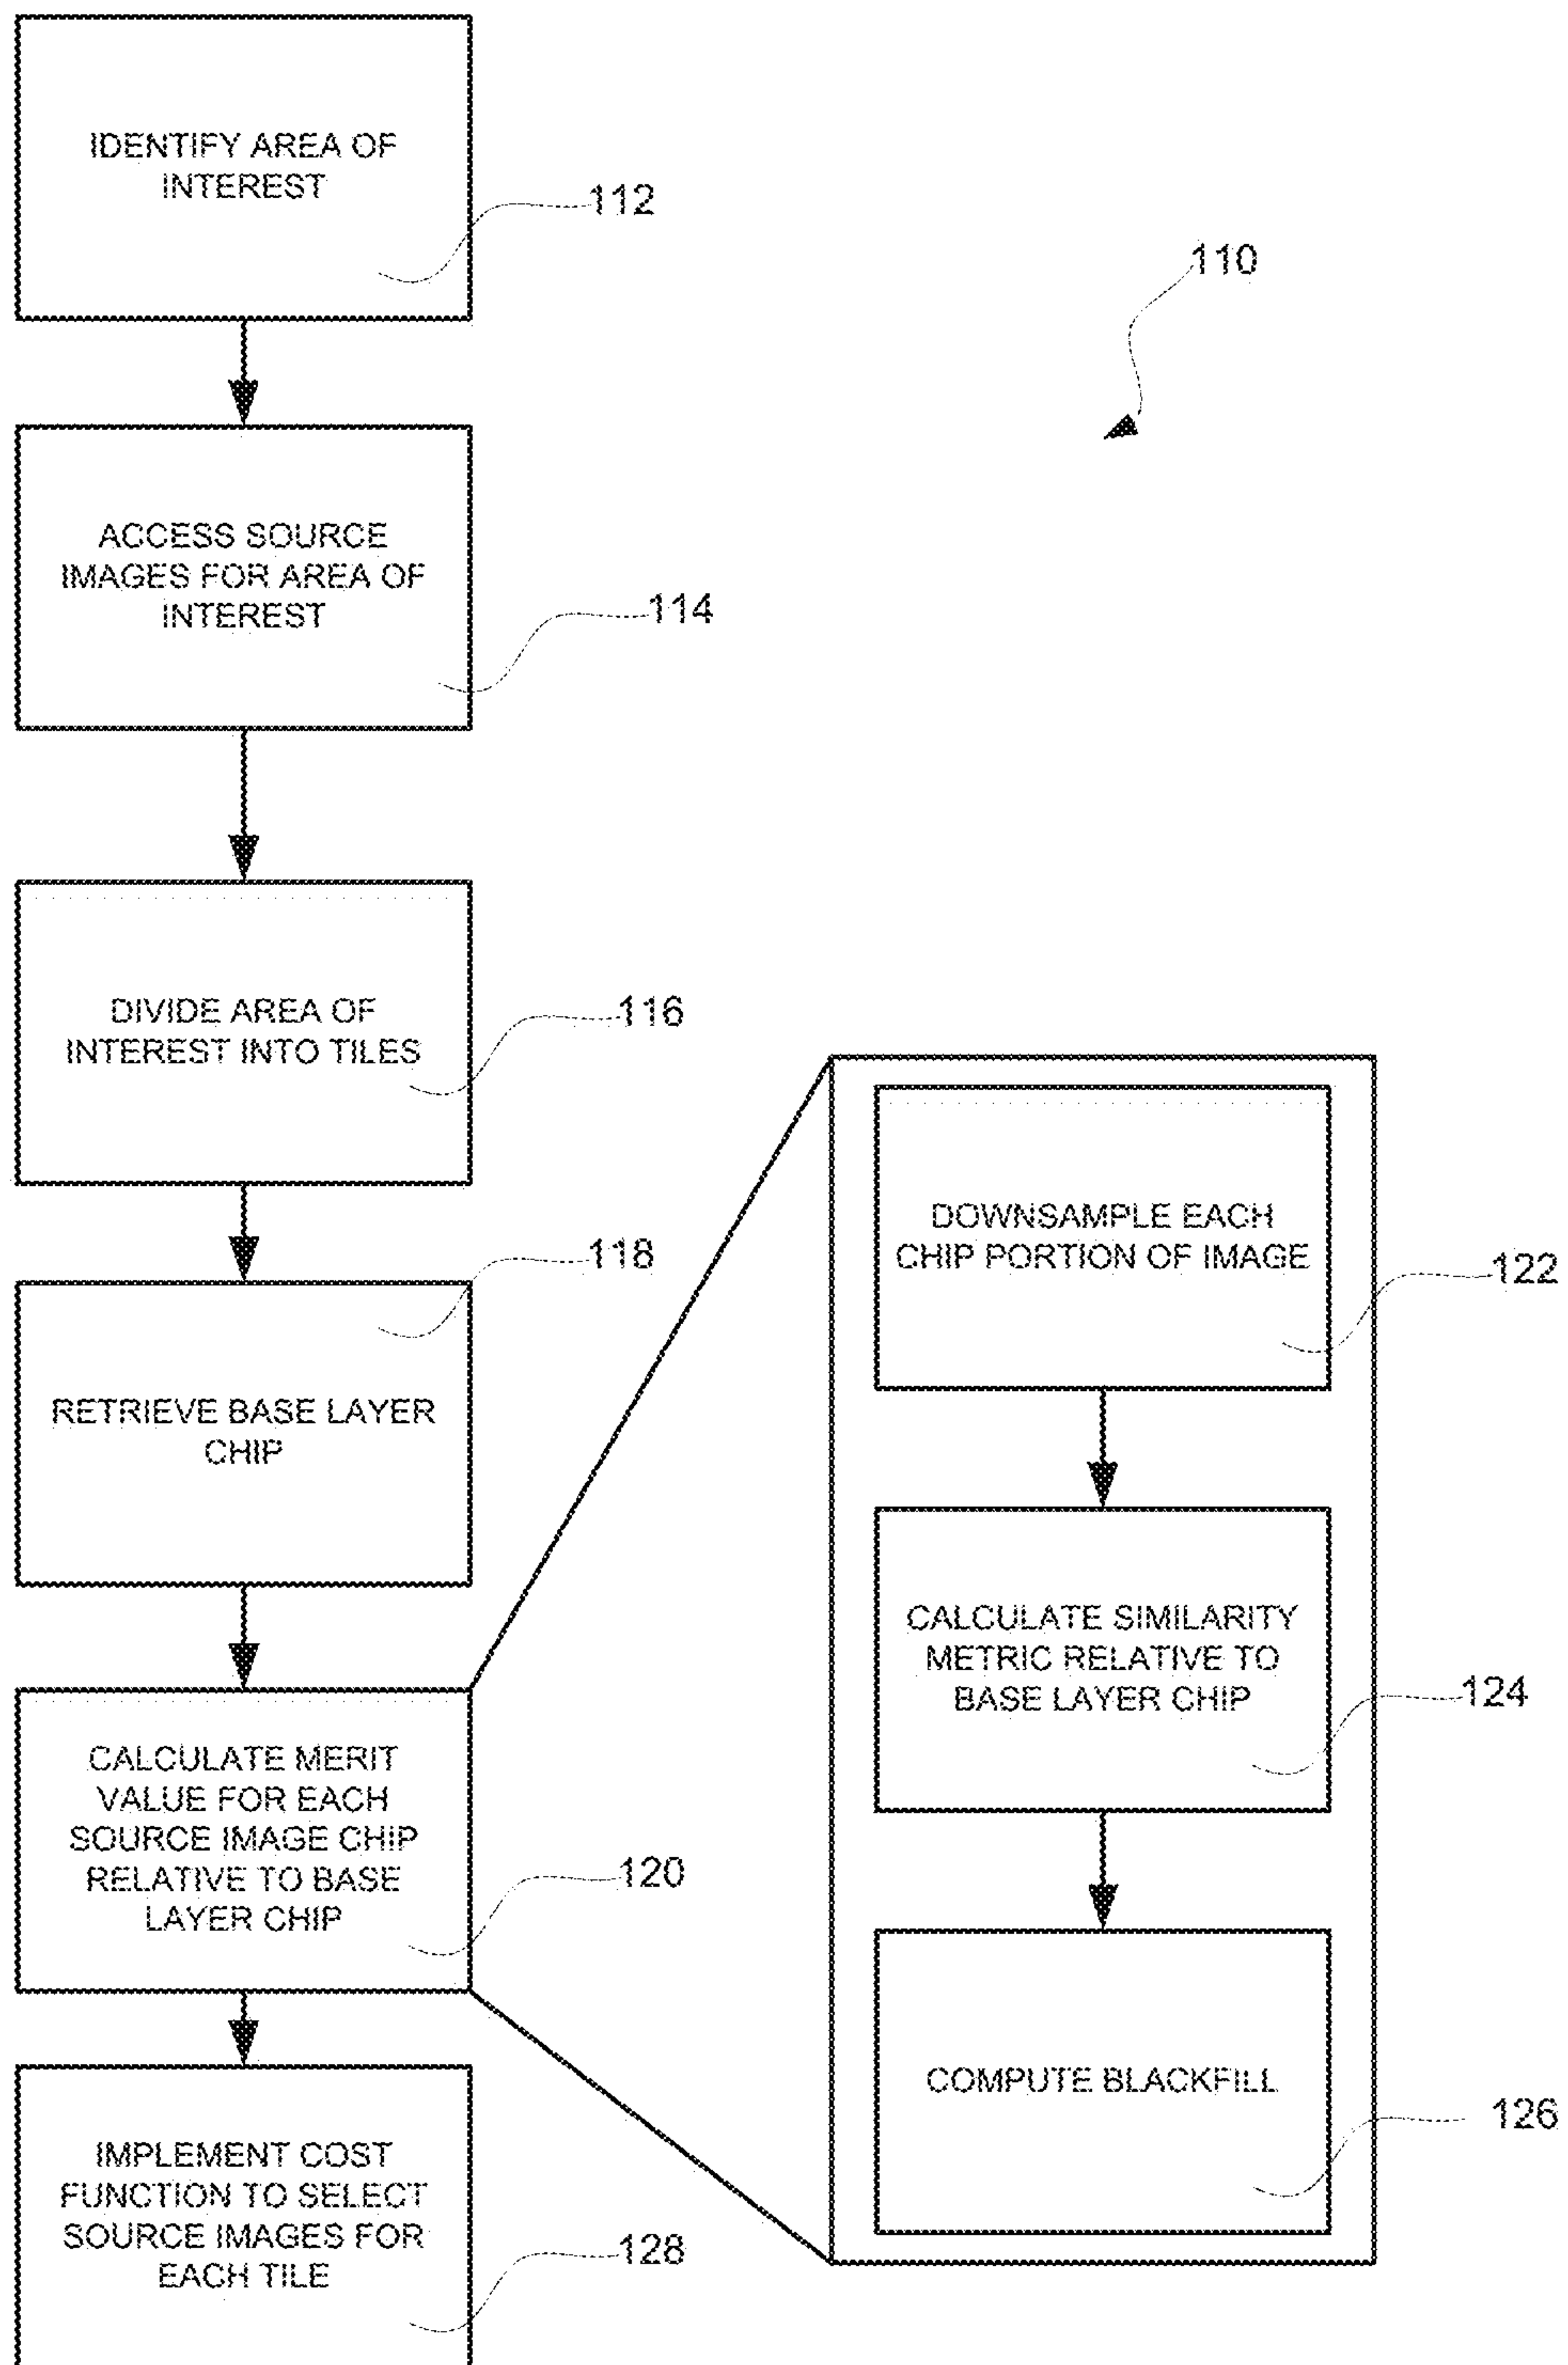 IDENTIFY AREA OF
INTEREST
112
110
ACCESS SOURCE
IMAGES FOR AREA OF
INTEREST
114
DIVIDE AREA OF
INTEREST INTO TILES
116
RETRIEVE BASE LAYER
CHIP
118
CALCULATE MERIT
VALUE FOR EACH
SOURCE IMAGE CHIP
RELATIVE TO BASE
LAYER CHIP
120
DOWNSAMPLE EACH
CHIP PORTION OF IMAGE
122
CALCULATE SIMILARITY
METRIC RELATIVE TO
BASE LAYER CHIP
124
COMPUTE BLACKFILL
126
IMPLEMENT COST
FUNCTION TO SELECT
SOURCE IMAGES FOR
EACH TILE
128